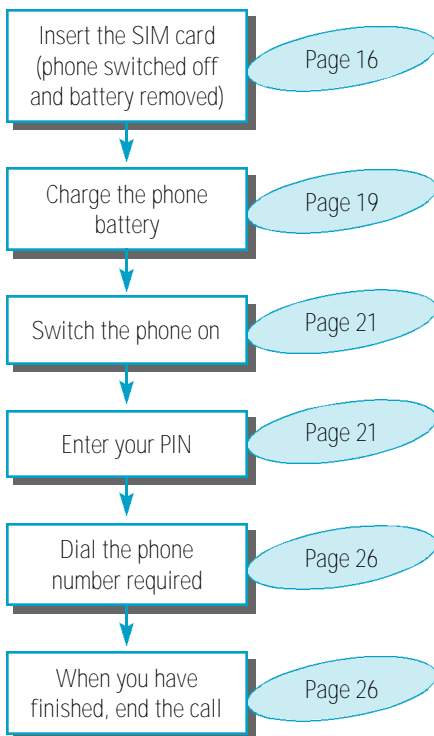 Insert the SIM card
(phone switched off
and battery removed)
Page 16
Charge the phone
battery
Page 19
Switch the phone on
Page 21
Enter your PIN
Page 21
Dial the phone
number required
Page 26
When you have
finished, end the call
Page 26